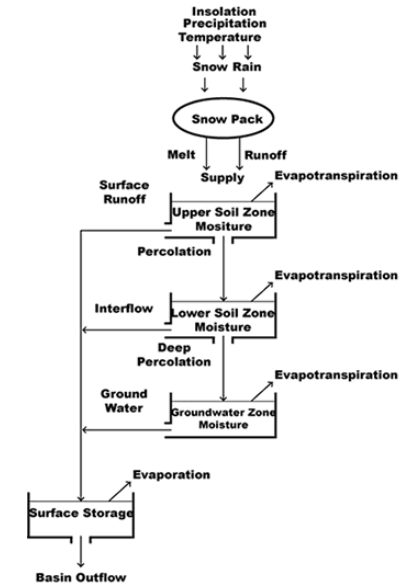 Insolation
Precipitation
Temperature
Snow Rain
Snow Pack
Melt
Runoff
Supply
Surface
Runoff
Evapotranspiration
Upper Soil Zone
Mositure
Percolation
Evapotranspiration
Interflow
Lower Soil Zone
Moisture
Deep
Percolation
Evapotranspiration
Ground
Water
Groundwater Zone
Moisture
Evaporation
Surface Storage
Basin Outflow